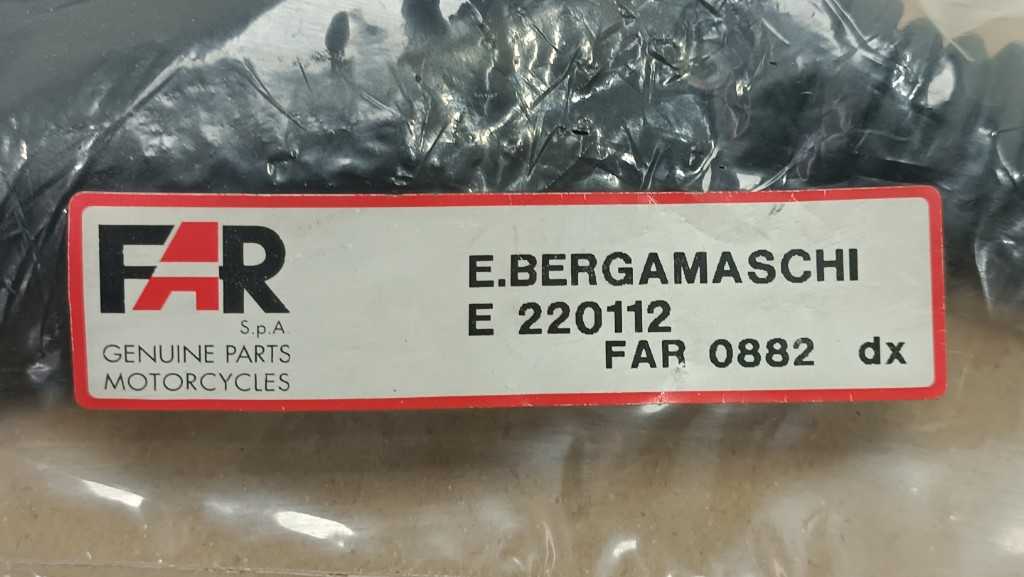 FAR
S.p.A.
GENUINE PARTS
MOTORCYCLES
E.BERGAMASCHI
E 220112
FAR 0882 dx